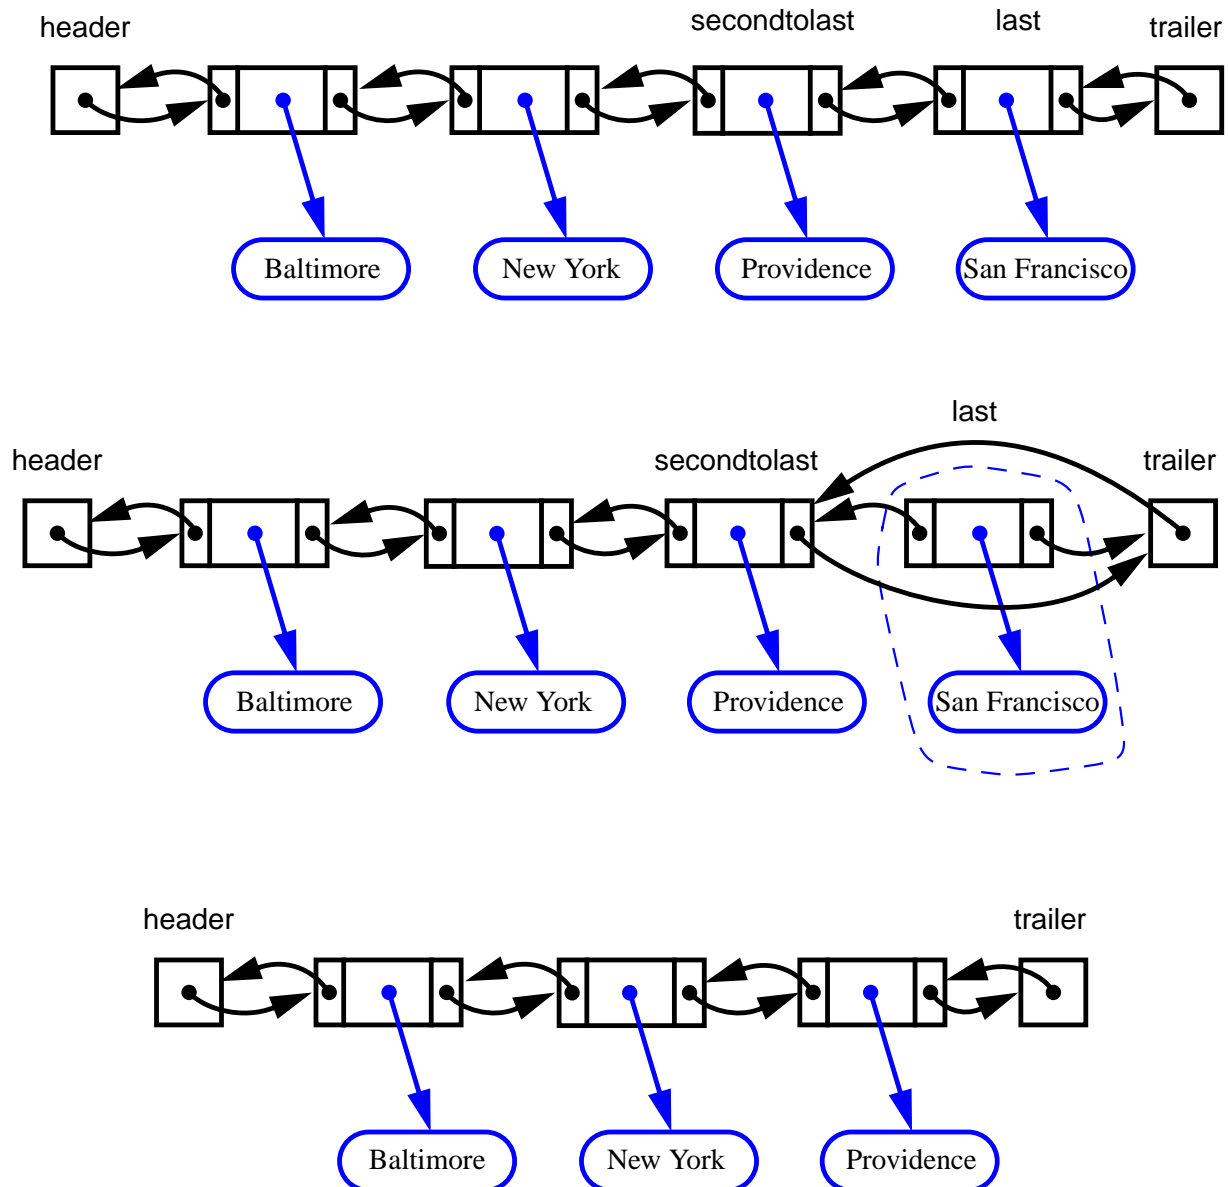 header secondtolast last trailer
Baltimore New York Providence San Francisco
last
header secondtolast trailer
Baltimore New York Providence San Francisco
header trailer
Baltimore New York Providence